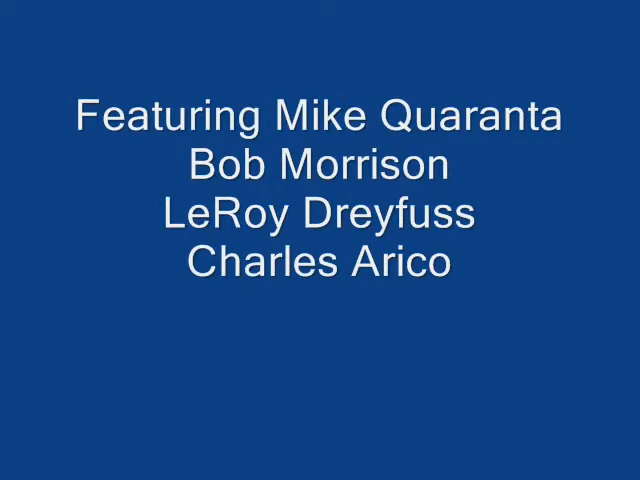 Featuring Mike Quaranta
Bob Morrison
LeRoy Dreyfuss
Charles Arico